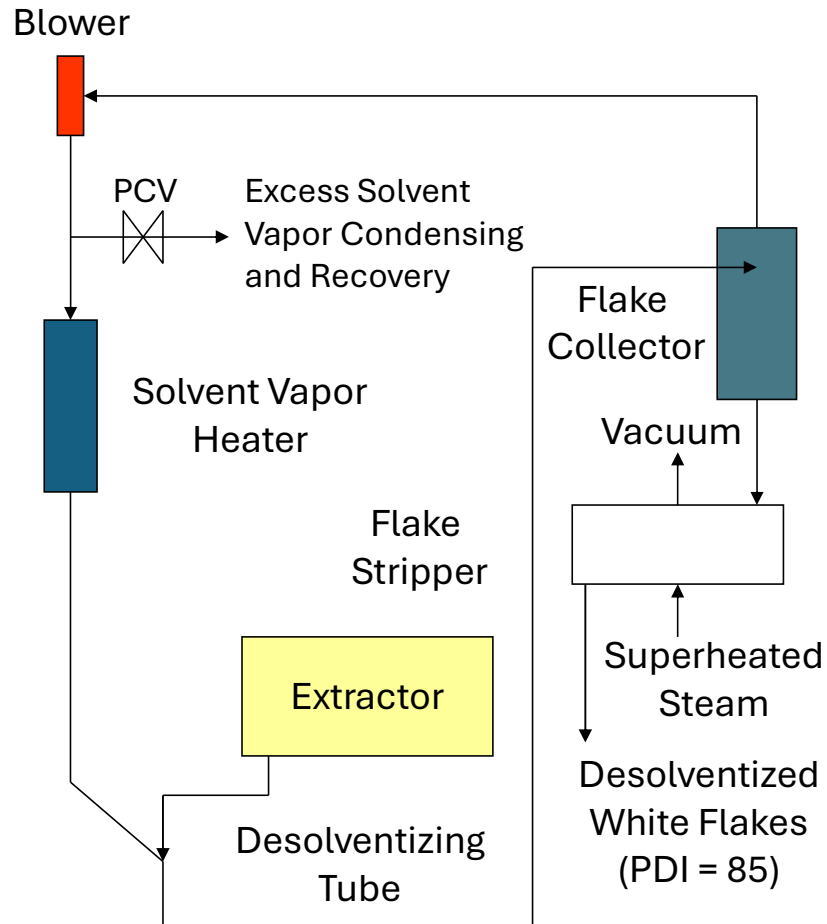 Blower
PCV
Excess Solvent
Vapor Condensing
and Recovery
Flake
Collector
Solvent Vapor
Heater
Vacuum
Flake
Stripper
Superheated
Steam
Extractor
Desolventized
White Flakes
(PDI = 85)
Desolventizing
Tube